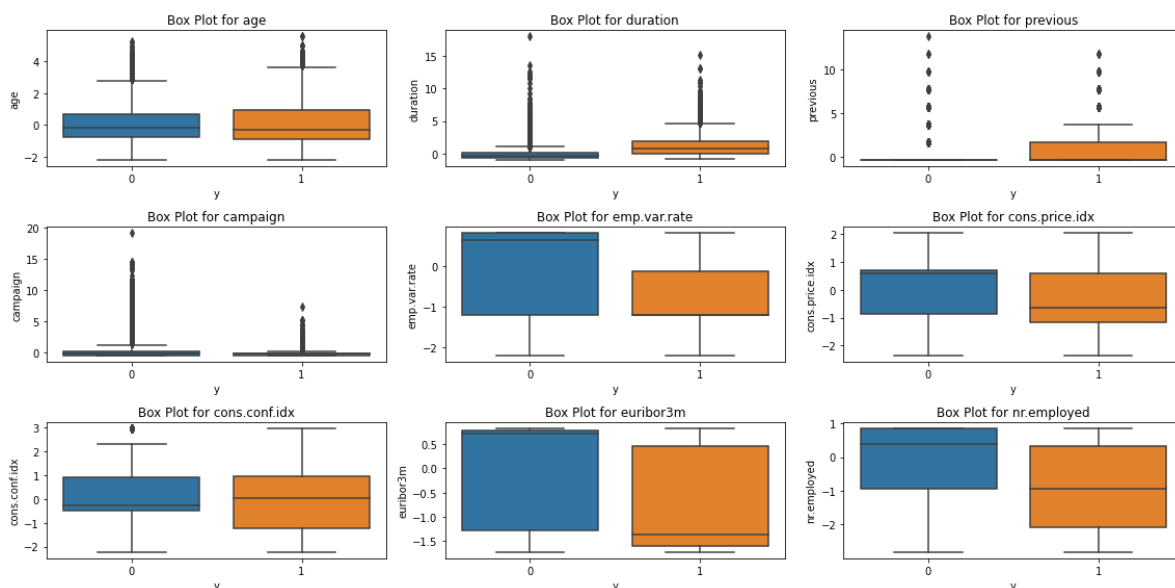 Box Plot for age
age
4
2
0
−2
0 1
y
Box Plot for duration
duration
15
10
5
0
0 1
y
Box Plot for previous
previous
10
5
0
0 1
y
Box Plot for campaign
campaign
20
15
10
5
0
0 1
y
Box Plot for emp.var.rate
emp.var.rate
0
−1
−2
0 1
y
Box Plot for cons.price.idx
cons.price.idx
2
1
0
−1
−2
0 1
y
Box Plot for cons.conf.idx
cons.conf.idx
3
2
1
0
−1
−2
0 1
y
Box Plot for euribor3m
euribor3m
0.5
0.0
−0.5
−1.0
−1.5
0 1
y
Box Plot for nr.employed
nr.employed
1
0
−1
−2
0 1
y